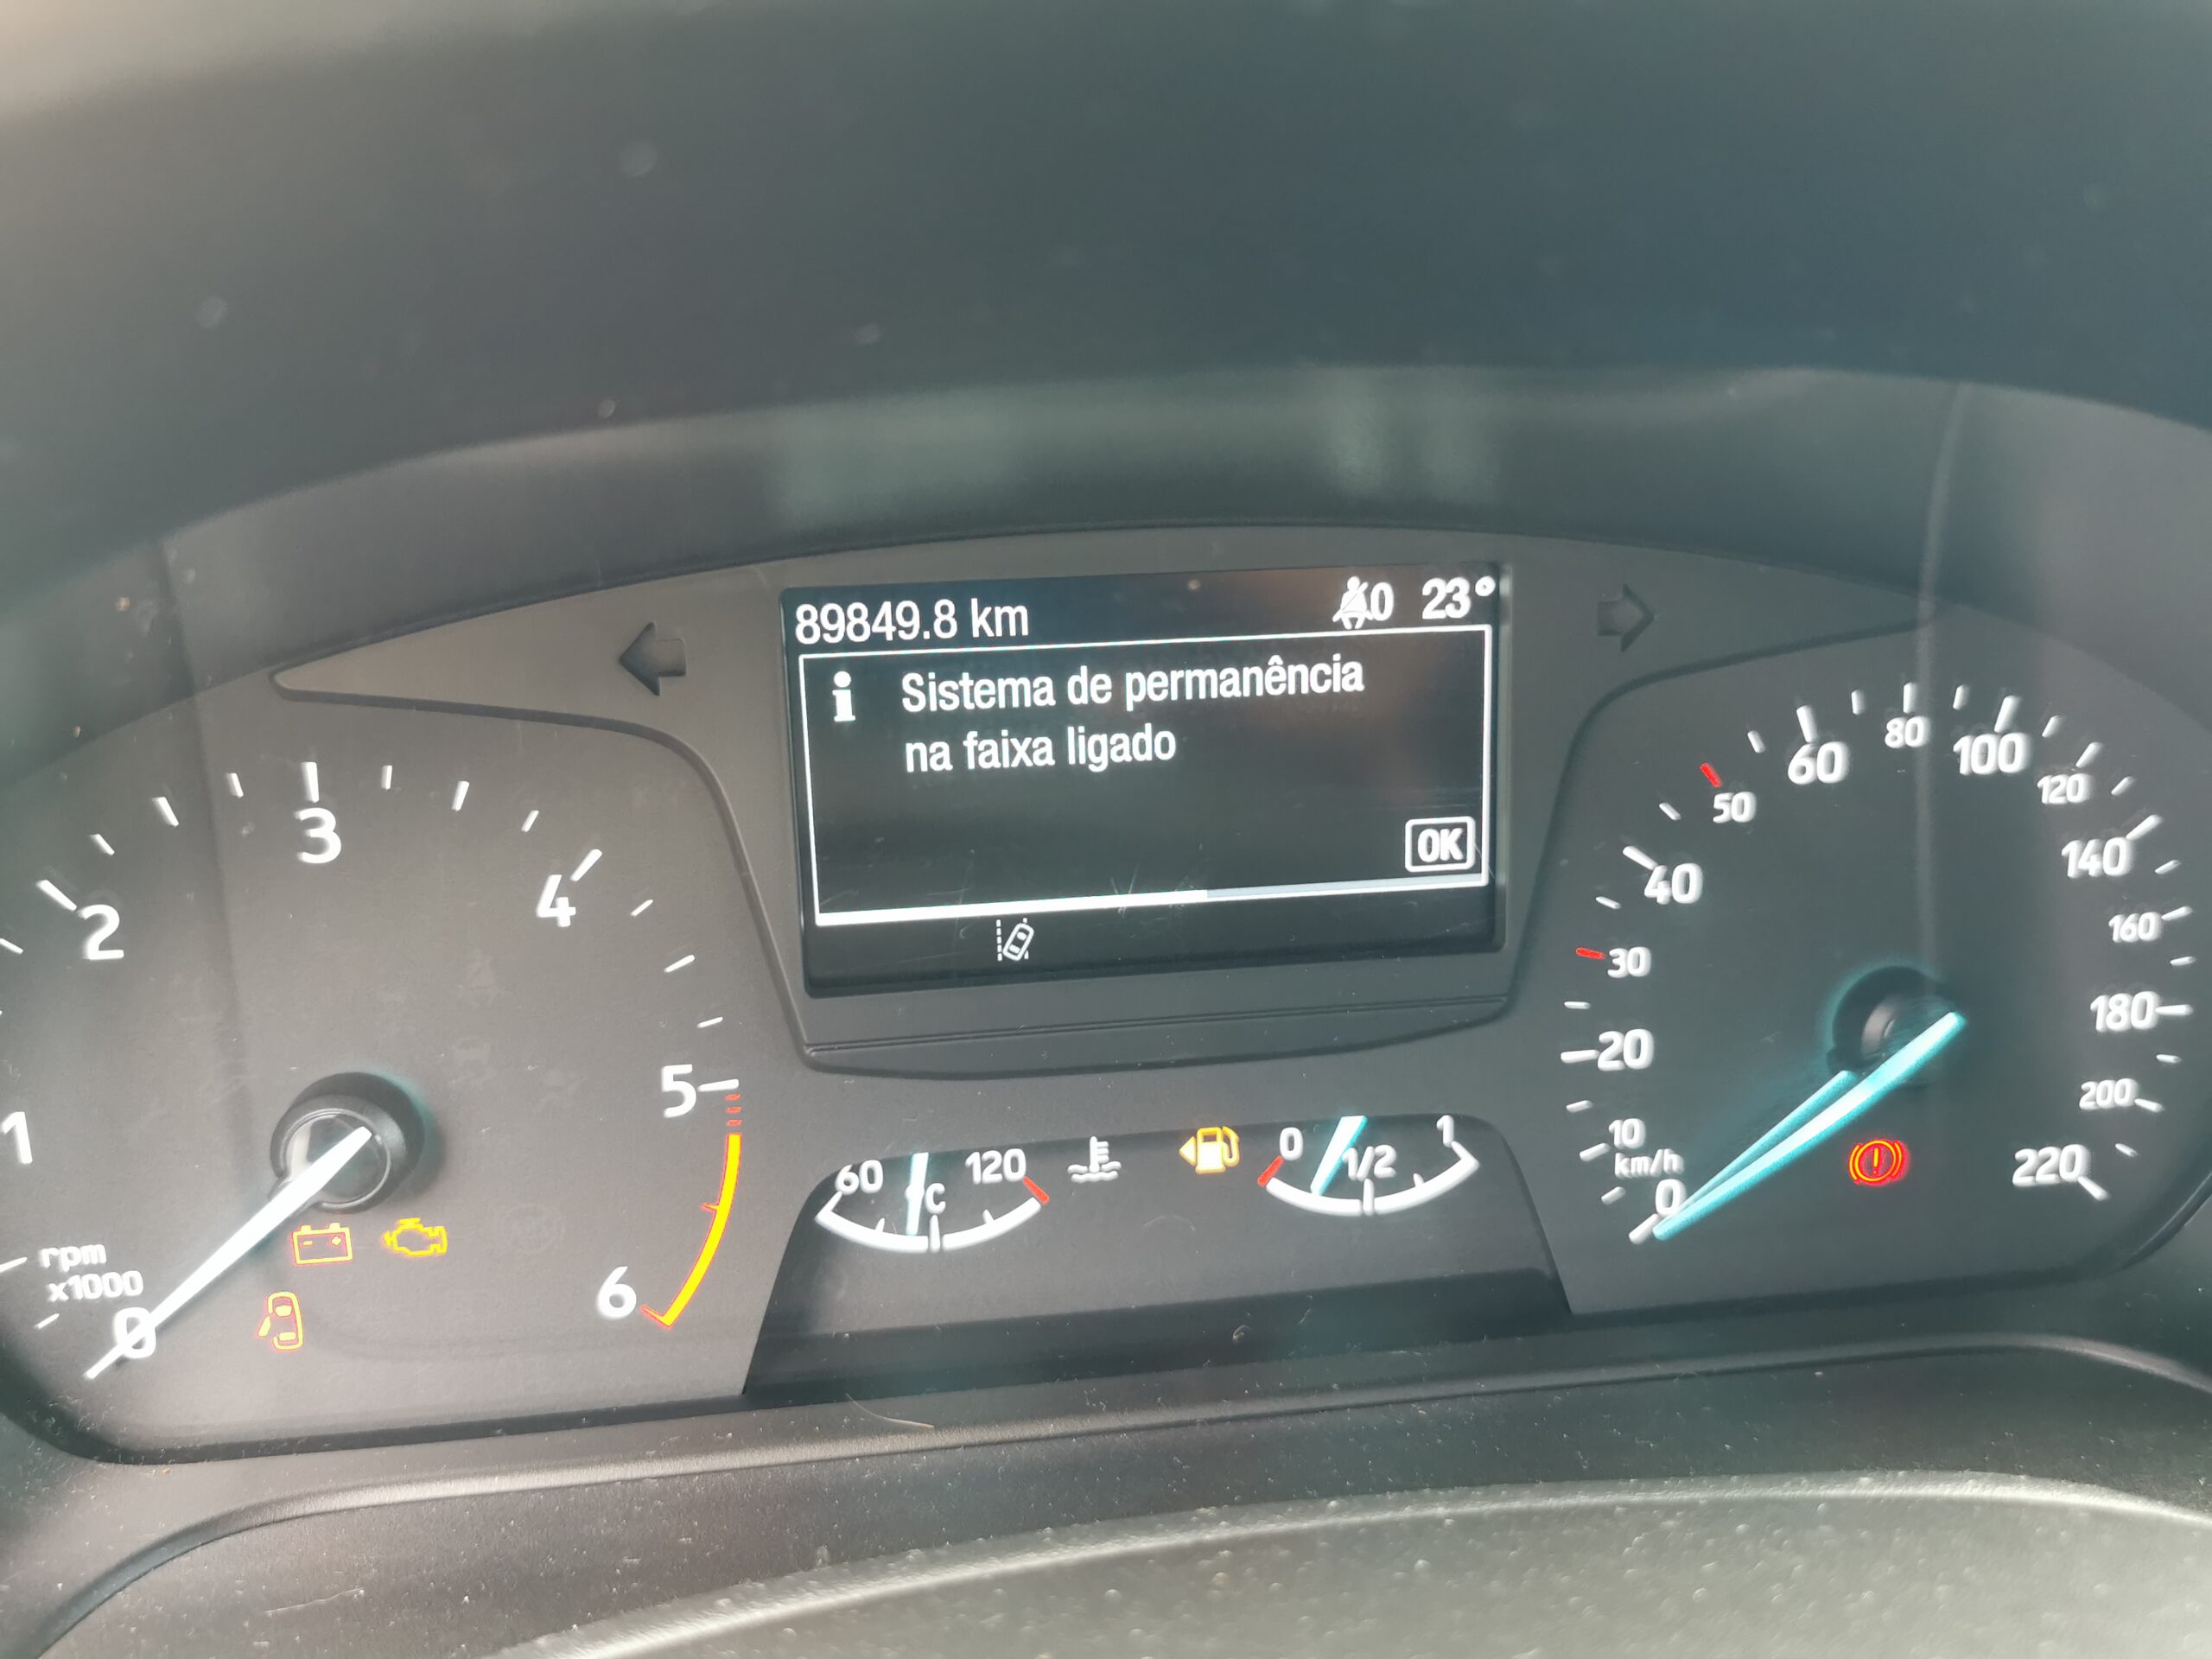 89849.8 km 0 23°
i Sistema de permanência
na faixa ligado
OK
1
2
3
4
5
6
rpm
x1000
0
60 °C 120
0 1/2 1
0
km/h
10
20
30
40
50
60
80
100
120
140
160
180
200
220